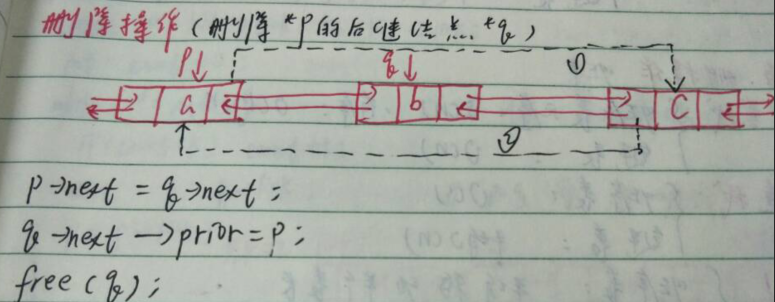 删除操作(删除*p的后继结点*q)
p q ①
a b c
②
p→next = q→next;
q→next→prior=p;
free(q);